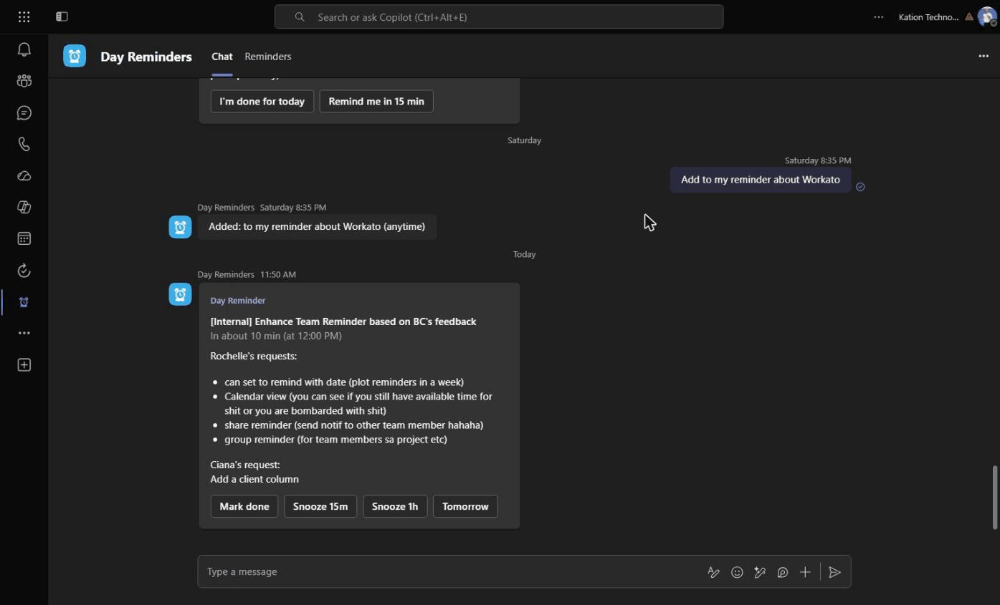 Search or ask Copilot (Ctrl+Alt+E)
Kation Techno...
Day Reminders
Chat
Reminders
I'm done for today
Remind me in 15 min
Saturday
Saturday 8:35 PM
Add to my reminder about Workato
Day Reminders Saturday 8:35 PM
Added: to my reminder about Workato (anytime)
Today
Day Reminders 11:50 AM
Day Reminder
[Internal] Enhance Team Reminder based on BC's feedback
In about 10 min (at 12:00 PM)
Rochelle's requests:
• can set to remind with date (plot reminders in a week)
• Calendar view (you can see if you still have available time for
shit or you are bombarded with shit)
• share reminder (send notif to other team member hahaha)
• group reminder (for team members sa project etc)
Ciana's request:
Add a client column
Mark done
Snooze 15m
Snooze 1h
Tomorrow
Type a message